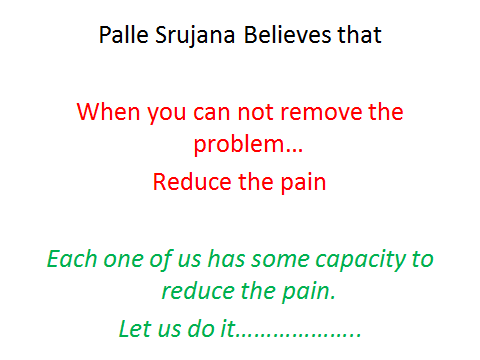 Palle Srujana Believes that
When you can not remove the
problem...
Reduce the pain
Each one of us has some capacity to
reduce the pain.
Let us do it………………..